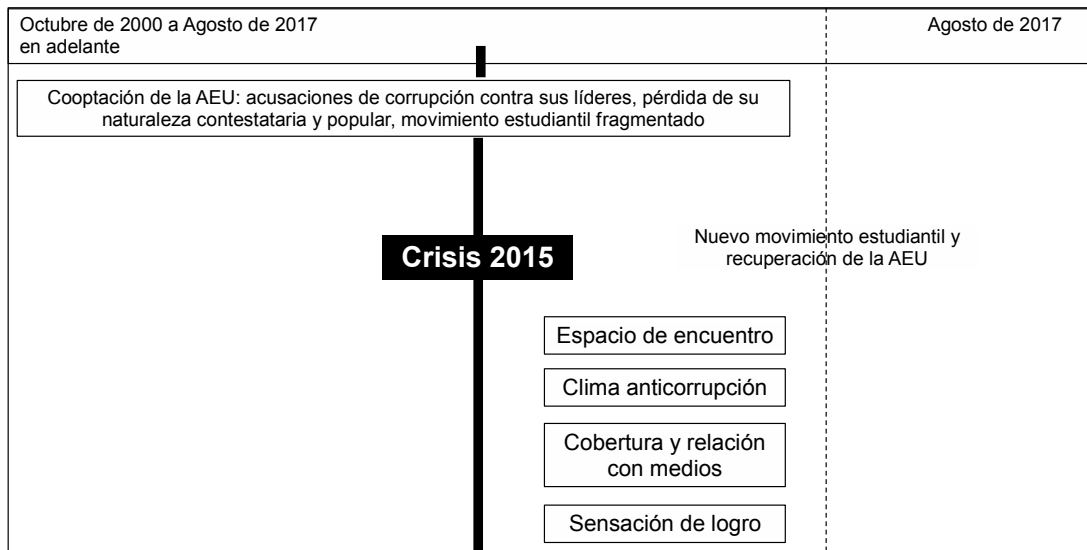 Octubre de 2000 a Agosto de 2017
en adelante
Agosto de 2017
Cooptación de la AEU: acusaciones de corrupción contra sus líderes, pérdida de su
naturaleza contestataria y popular, movimiento estudiantil fragmentado
Crisis 2015
Nuevo movimiento estudiantil y
recuperación de la AEU
Espacio de encuentro
Clima anticorrupción
Cobertura y relación
con medios
Sensación de logro